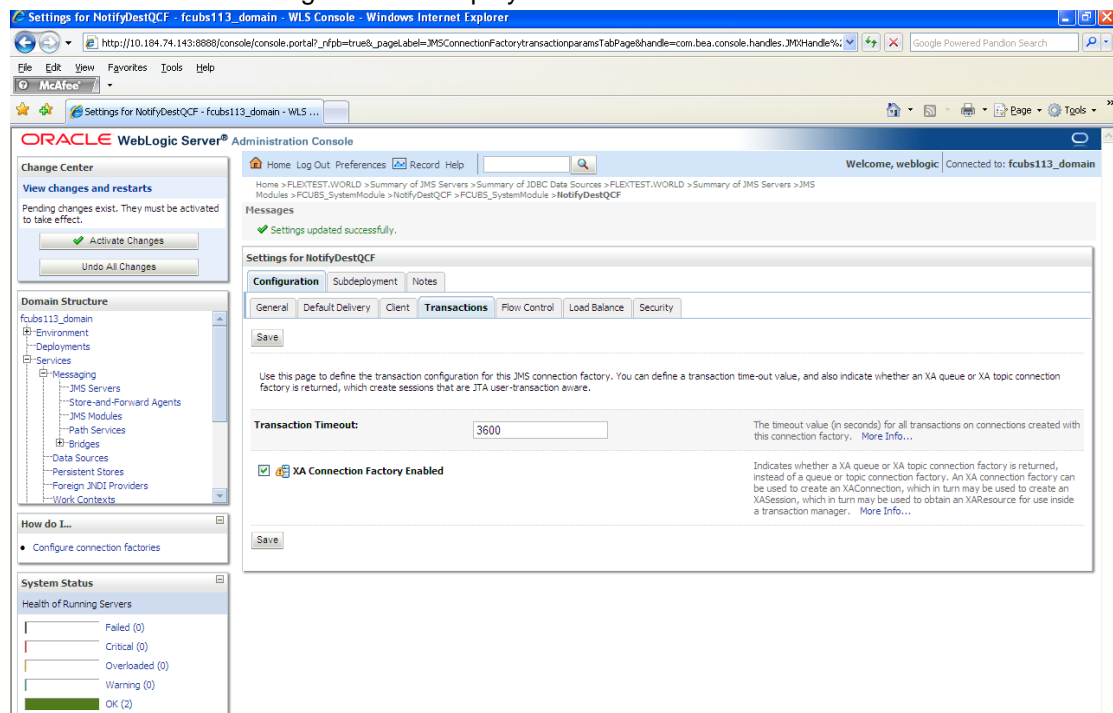 Settings for NotifyDestQCF - fcubs113_domain - WLS Console - Windows Internet Explorer
http://10.184.74.143:8888/console/console.portal?_nfpb=true&_pageLabel=JMSConnectionFactorytransactionparamsTabPage&handle=com.bea.console.handles.JMXHandle%
Google Powered Pandion Search
File Edit View Favorites Tools Help
McAfee
Settings for NotifyDestQCF - fcubs113_domain - WLS ...
Page Tools
ORACLE WebLogic Server® Administration Console
Change Center
View changes and restarts
Pending changes exist. They must be activated
to take effect.
Activate Changes
Undo All Changes
Domain Structure
fcubs113_domain
Environment
Deployments
Services
Messaging
JMS Servers
Store-and-Forward Agents
JMS Modules
Path Services
Bridges
Data Sources
Persistent Stores
Foreign JNDI Providers
Work Contexts
How do I...
Configure connection factories
System Status
Health of Running Servers
Failed (0)
Critical (0)
Overloaded (0)
Warning (0)
OK (2)
Home Log Out Preferences Record Help
Welcome, weblogic Connected to: fcubs113_domain
Home >FLEXTEST.WORLD >Summary of JMS Servers >Summary of JDBC Data Sources >FLEXTEST.WORLD >Summary of JMS Servers >JMS
Modules >FCUBS_SystemModule >NotifyDestQCF >FCUBS_SystemModule >NotifyDestQCF
Messages
Settings updated successfully.
Settings for NotifyDestQCF
Configuration Subdeployment Notes
General Default Delivery Client Transactions Flow Control Load Balance Security
Save
Use this page to define the transaction configuration for this JMS connection factory. You can define a transaction time-out value, and also indicate whether an XA queue or XA topic connection
factory is returned, which create sessions that are JTA user-transaction aware.
Transaction Timeout:
3600
The timeout value (in seconds) for all transactions on connections created with
this connection factory. More Info...
XA Connection Factory Enabled
Indicates whether a XA queue or XA topic connection factory is returned,
instead of a queue or topic connection factory. An XA connection factory can
be used to create an XAConnection, which in turn may be used to create an
XASession, which in turn may be used to obtain an XAResource for use inside
a transaction manager. More Info...
Save